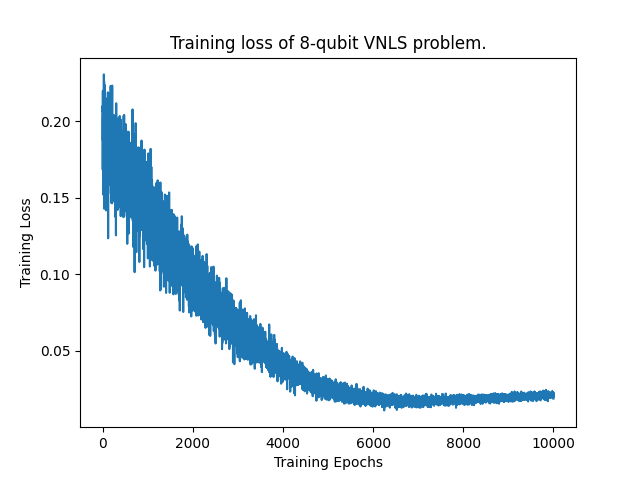 Training loss of 8-qubit VNLS problem.
0.20
0.15
0.10
0.05
Training Loss
0 2000 4000 6000 8000 10000
Training Epochs